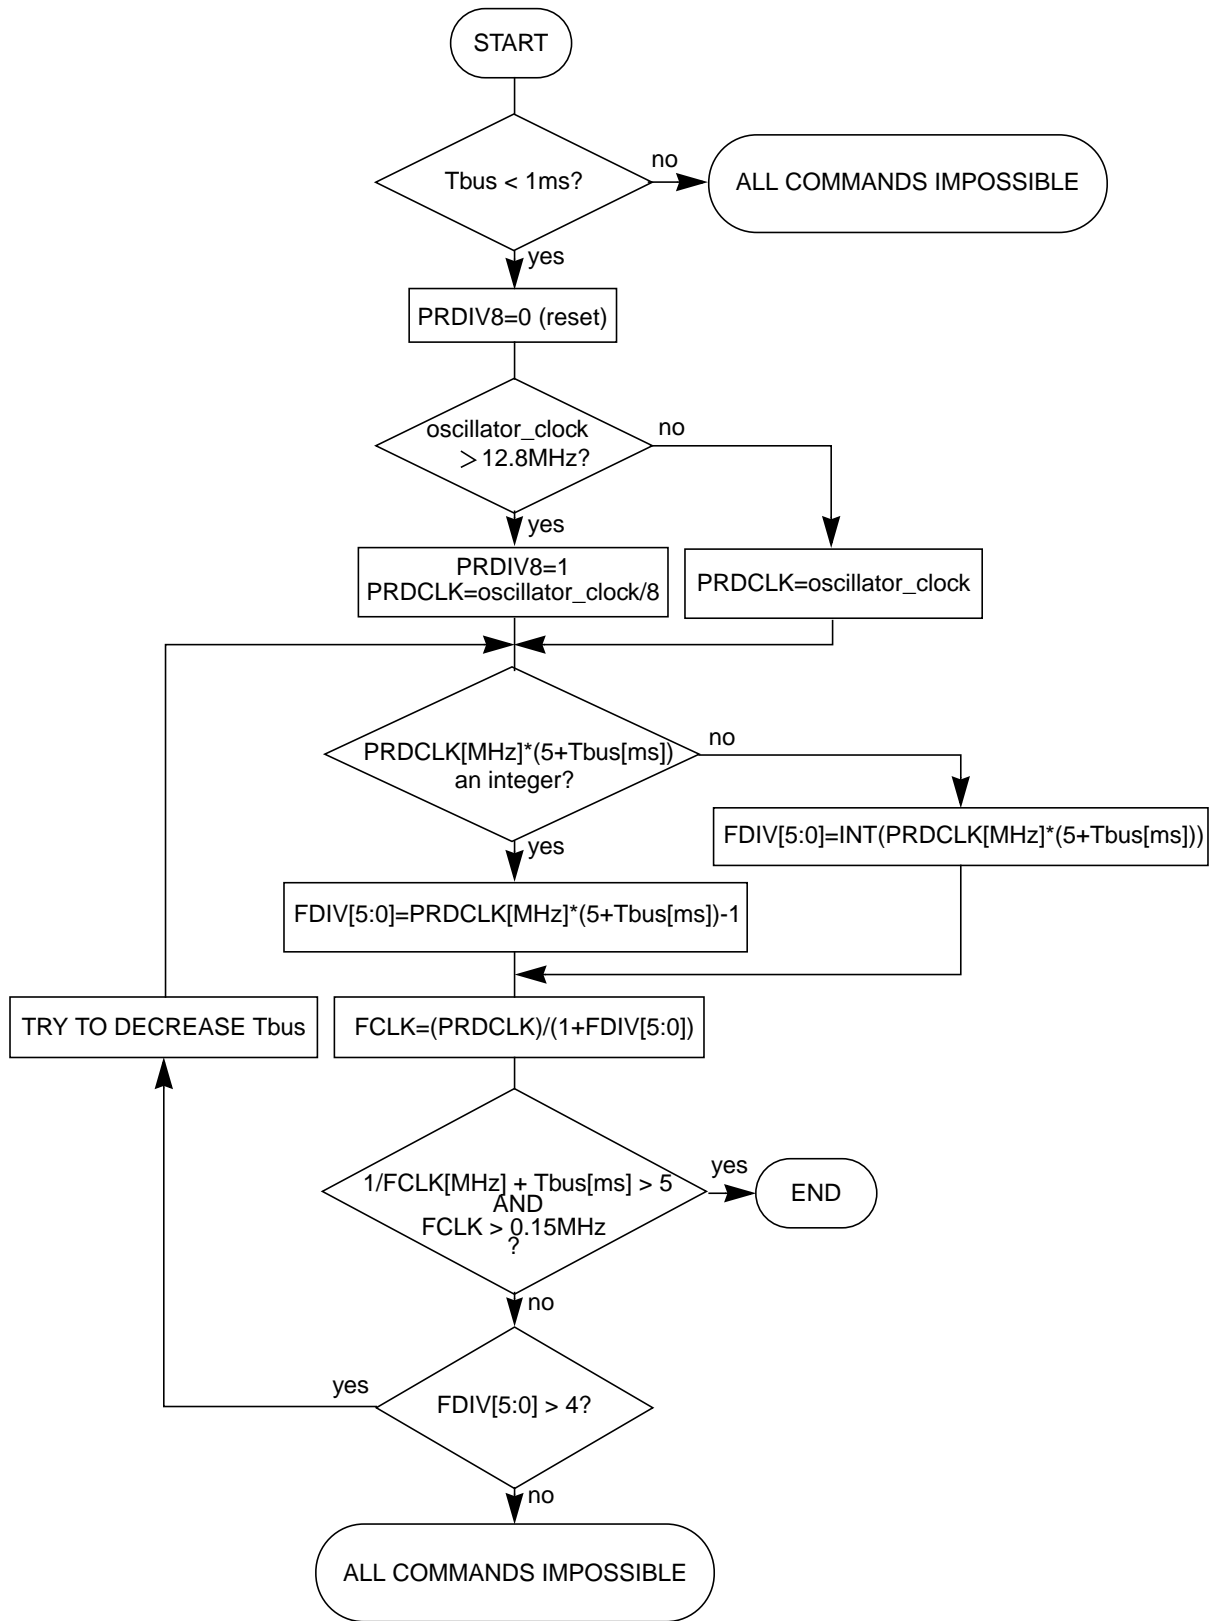 START
Tbus < 1ms?
no
ALL COMMANDS IMPOSSIBLE
yes
PRDIV8=0 (reset)
oscillator_clock
>12.8MHz?
no
yes
PRDIV8=1
PRDCLK=oscillator_clock/8
PRDCLK=oscillator_clock
PRDCLK[MHz]*(5+Tbus[ms])
an integer?
no
yes
FDIV[5:0]=INT(PRDCLK[MHz]*(5+Tbus[ms]))
FDIV[5:0]=PRDCLK[MHz]*(5+Tbus[ms])-1
TRY TO DECREASE Tbus
FCLK=(PRDCLK)/(1+FDIV[5:0])
1/FCLK[MHz] + Tbus[ms] > 5
AND
FCLK > 0.15MHz
?
yes
END
no
FDIV[5:0] > 4?
yes
no
ALL COMMANDS IMPOSSIBLE